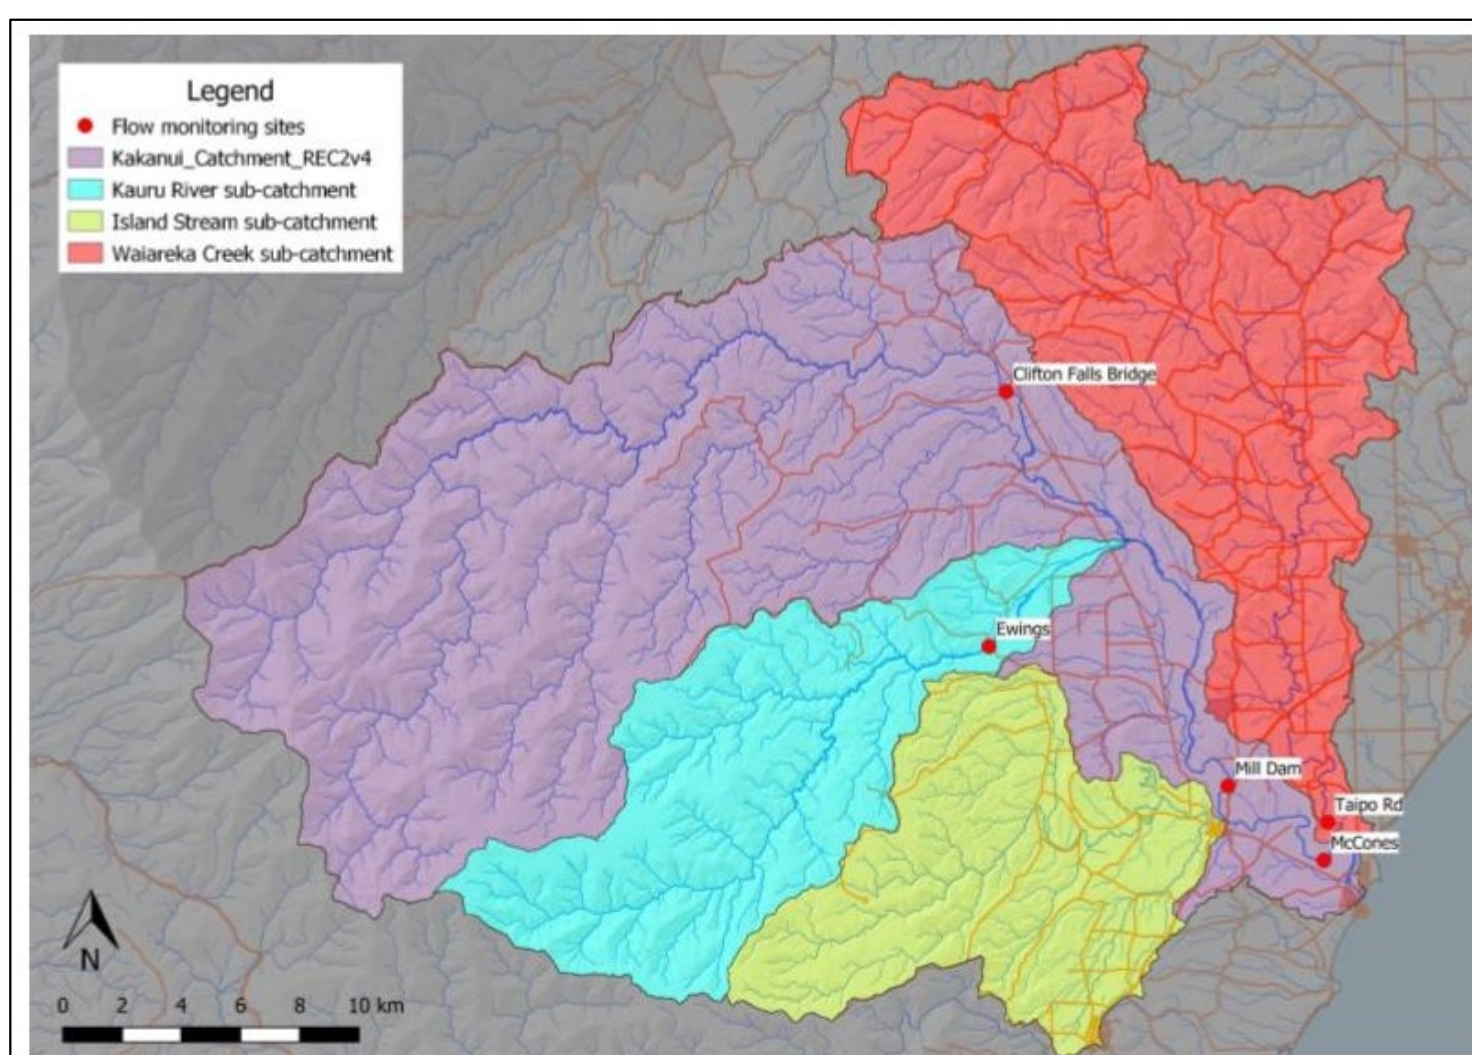 Legend
Flow monitoring sites
Kakanui_Catchment_REC2v4
Kauru River sub-catchment
Island Stream sub-catchment
Waiareka Creek sub-catchment
Clifton Falls Bridge
Ewings
Mill Dam
Taipo Rd
McCones
N
0 2 4 6 8 10 km